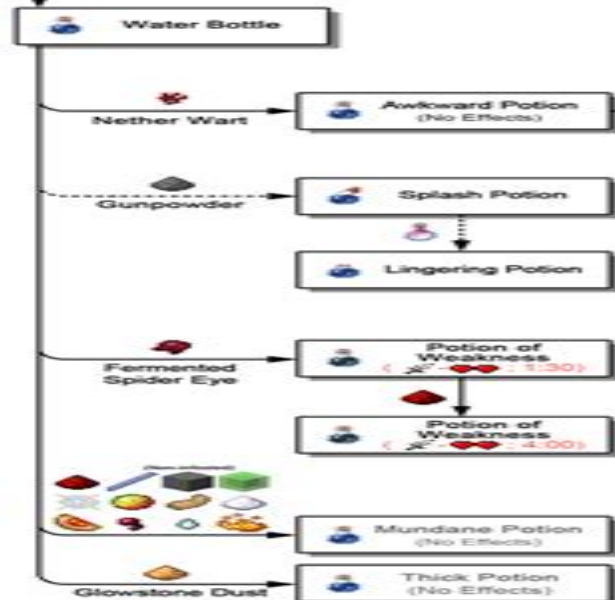 Water Bottle
Nether Wart
Awkward Potion
(No Effects)
Gunpowder
Splash Potion
Lingering Potion
Fermented
Spider Eye
Potion of
Weakness
( - : 1:30)
Potion of
Weakness
( - : 4:00)
Mundane Potion
(No Effects)
Glowstone Dust
Thick Potion
(No Effects)